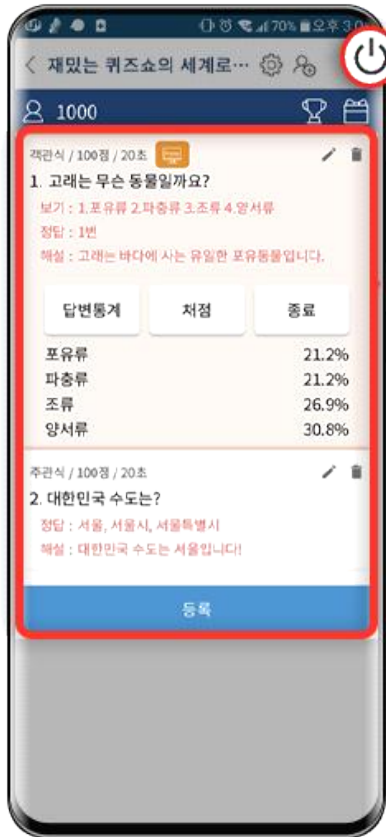 70% 오후 3:0
재밌는 퀴즈쇼의 세계로…
1000
객관식 / 100점 / 20초
1. 고래는 무슨 동물일까요?
보기 : 1.포유류 2.파충류 3.조류 4.양서류
정답 : 1번
해설 : 고래는 바다에 사는 유일한 포유동물입니다.
답변통계 처점 종료
포유류 21.2%
파충류 21.2%
조류 26.9%
양서류 30.8%
주관식 / 100점 / 20초
2. 대한민국 수도는?
정답 : 서울, 서울시, 서울특별시
해설 : 대한민국 수도는 서울입니다!
등록